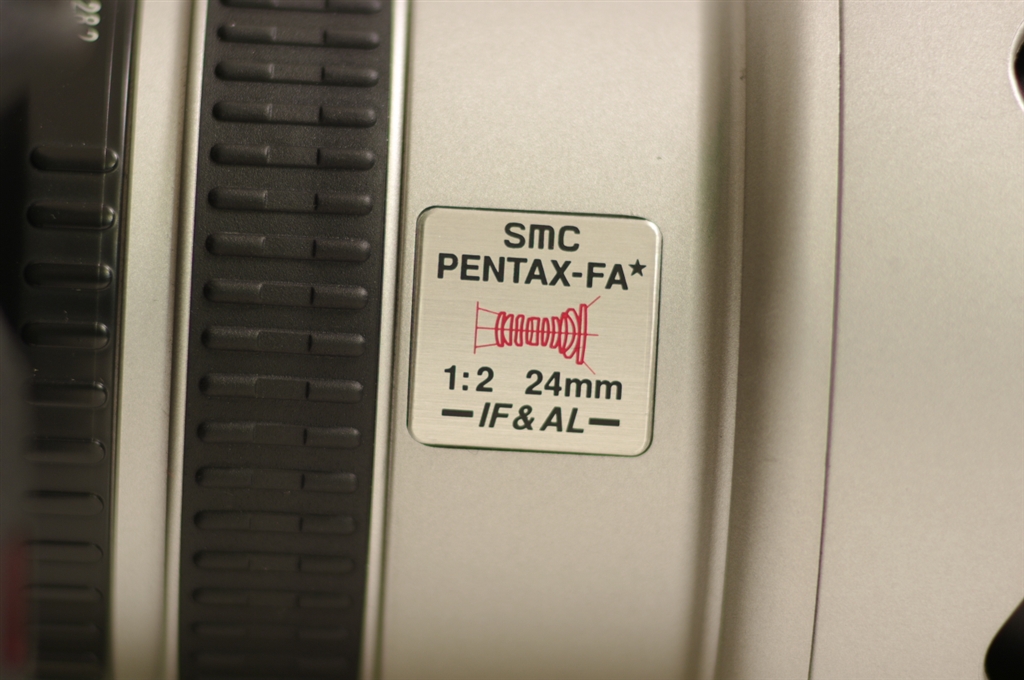 SMC
PENTAX-FA★
1:2 24mm
IF & AL